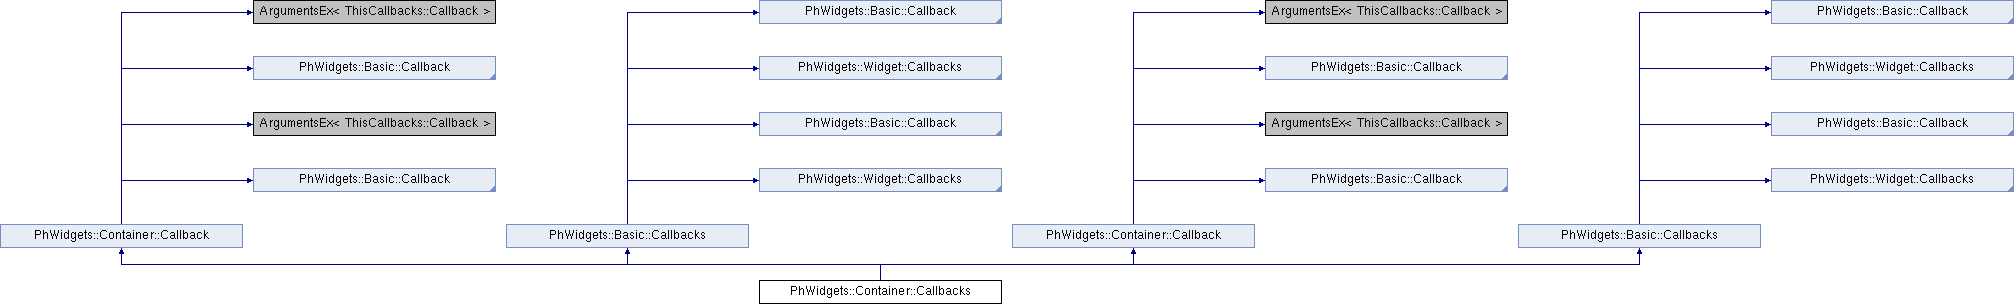 ArgumentsEx< ThisCallbacks::Callback >
PhWidgets::Basic::Callback
ArgumentsEx< ThisCallbacks::Callback >
PhWidgets::Basic::Callback
PhWidgets::Basic::Callback
PhWidgets::Widget::Callbacks
PhWidgets::Basic::Callback
PhWidgets::Widget::Callbacks
ArgumentsEx< ThisCallbacks::Callback >
PhWidgets::Basic::Callback
PhWidgets::Widget::Callbacks
PhWidgets::Basic::Callback
PhWidgets::Basic::Callback
ArgumentsEx< ThisCallbacks::Callback >
PhWidgets::Basic::Callback
PhWidgets::Widget::Callbacks
PhWidgets::Container::Callback
PhWidgets::Basic::Callbacks
PhWidgets::Container::Callback
PhWidgets::Basic::Callbacks
PhWidgets::Container::Callbacks